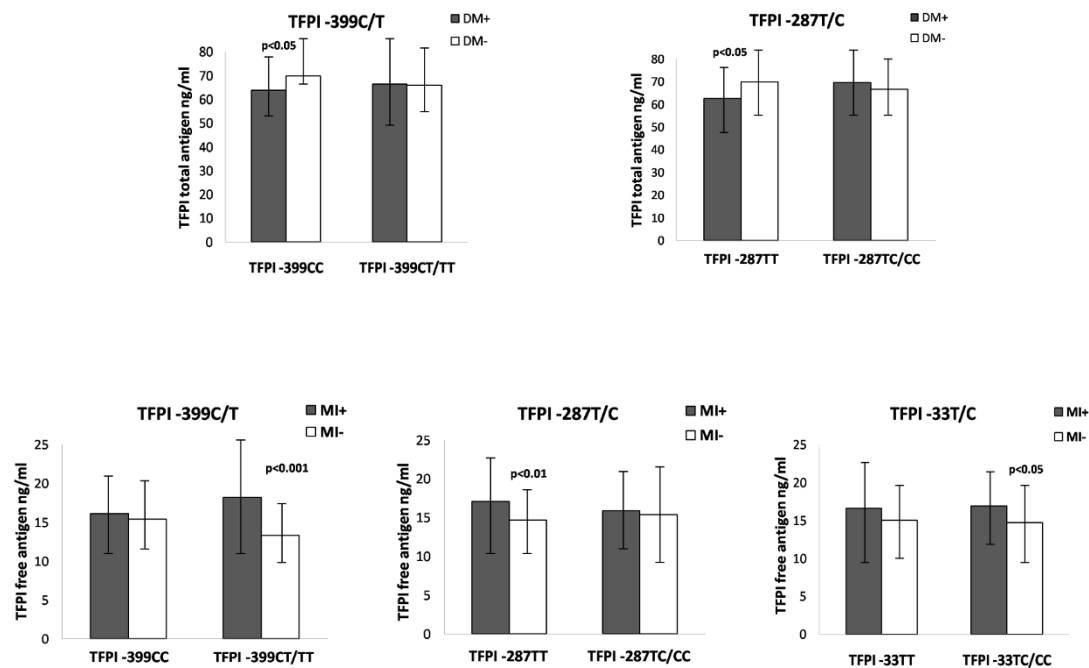 TFPI -399C/T
DM+
DM-
p<0.05
TFPI total antigen ng/ml
80
70
60
50
40
30
20
10
0
TFPI -399CC
TFPI -399CT/TT
TFPI -287T/C
DM+
DM-
p<0.05
TFPI total antigen ng/ml
80
70
60
50
40
30
20
10
0
TFPI -287TT
TFPI -287TC/CC
TFPI -399C/T
MI+
MI-
p<0.001
TFPI free antigen ng/ml
25
20
15
10
5
0
TFPI -399CC
TFPI -399CT/TT
TFPI -287T/C
MI+
MI-
p<0.01
TFPI free antigen ng/ml
25
20
15
10
5
0
TFPI -287TT
TFPI -287TC/CC
TFPI -33T/C
MI+
MI-
p<0.05
TFPI free antigen ng/ml
25
20
15
10
5
0
TFPI -33TT
TFPI -33TC/CC